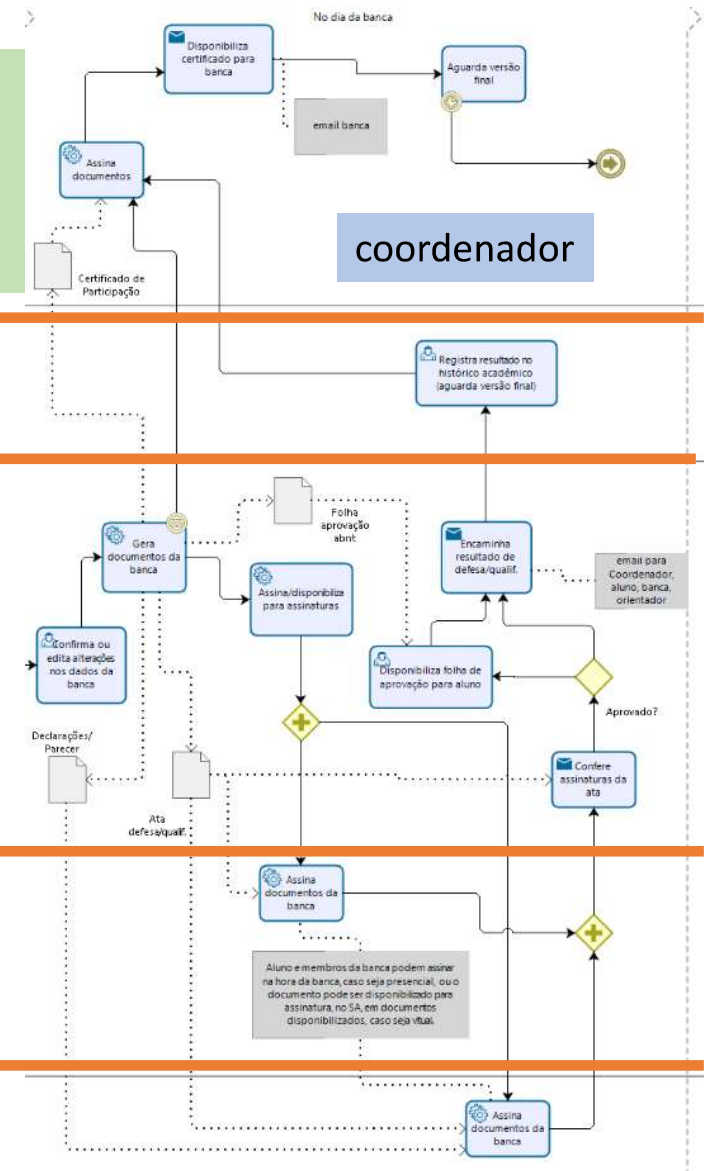 No dia da banca
Disponibiliza
certificado para
banca
Aguarda versão
final
email banca
Assina
documentos
coordenador
Certificado de
Participação
Registra resultado no
histórico acadêmico
(aguarda versão final)
Folha
aprovação
abnt
Gera
documentos da
banca
Encaminha
resultado de
defesa/qualif.
email para
Coordenador,
aluno, banca,
orientador
Assina/disponibiliza
para assinaturas
Confirma ou
edita alterações
nos dados da
banca
Disponibiliza folha de
aprovação para aluno
Aprovado?
Declarações/
Parecer
Confere
assinaturas da
ata
Ata
defesa/qualif.
Assina
documentos da
banca
Aluno e membros da banca podem assinar
na hora da banca, caso seja presencial, ou o
documento pode ser disponibilizado para
assinatura, no SA, em documentos
disponibilizados, caso seja vitual.
Assina
documentos da
banca